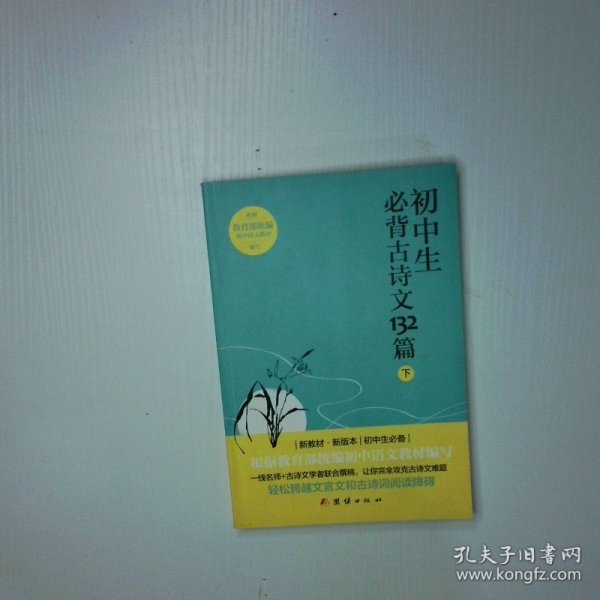 初中生
必背古诗文132篇
下
根据
教育部统编
初中语文教材
编写
新教材·新版本 初中生必备
根据教育部统编初中语文教材编写
一线名师+古诗文学者联合撰稿，让你完全攻克古诗文难题
轻松跨越文言文和古诗词阅读障碍
团结出版社
孔夫子旧书网
www.kongfz.com